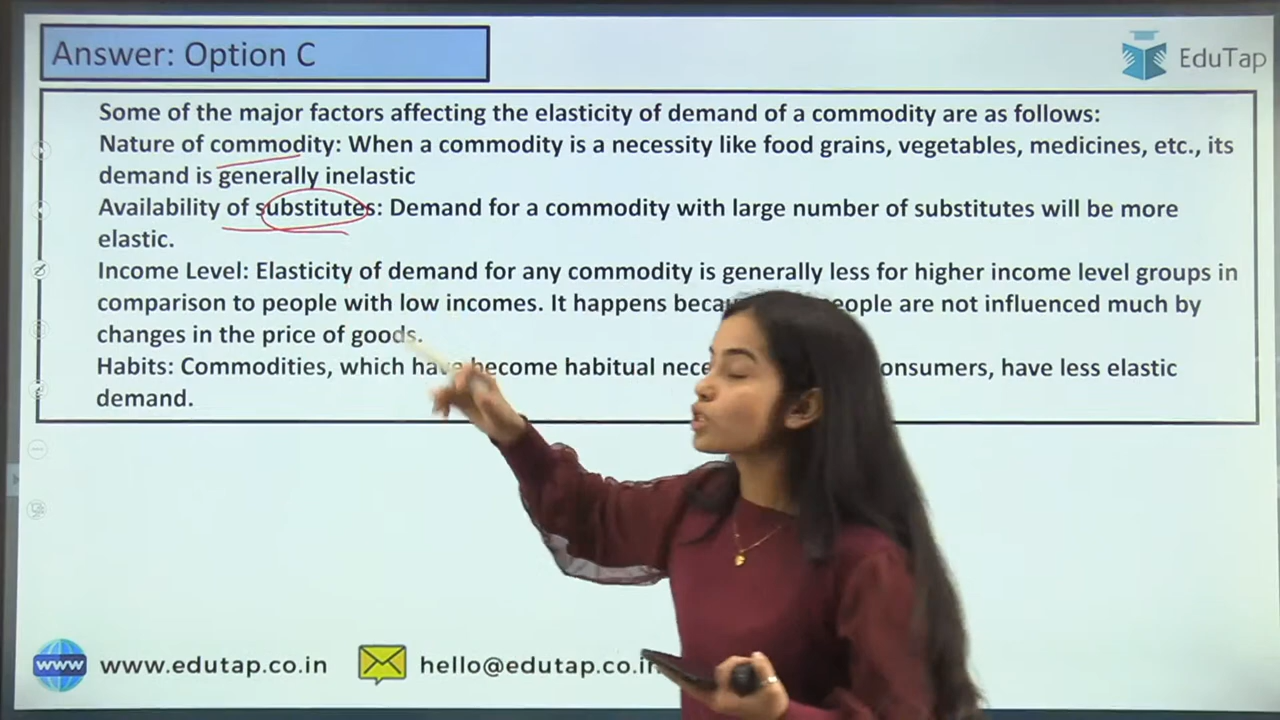 Answer: Option C
EduTap
Some of the major factors affecting the elasticity of demand of a commodity are as follows:
Nature of commodity: When a commodity is a necessity like food grains, vegetables, medicines, etc., its
demand is generally inelastic
Availability of substitutes: Demand for a commodity with large number of substitutes will be more
elastic.
Income Level: Elasticity of demand for any commodity is generally less for higher income level groups in
comparison to people with low incomes. It happens people are not influenced much by
changes in the price of goods.
Habits: Commodities, which have become habitual consumers, have less elastic
demand.
www
www.edutap.co.in
hello@edutap.co.in